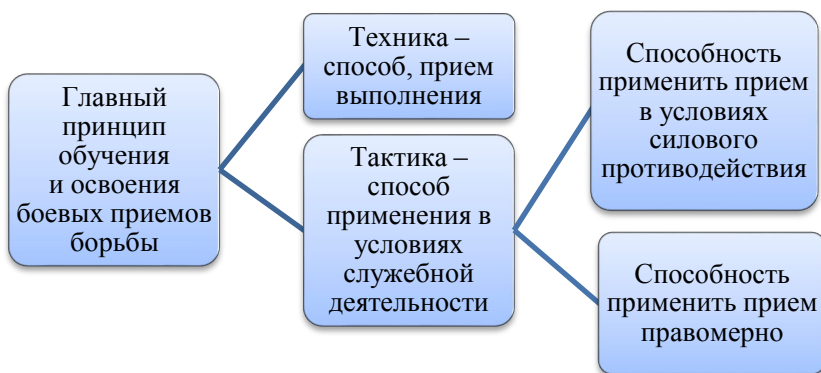 Главный
принцип
обучения
и освоения
боевых приемов
борьбы
Техника –
способ, прием
выполнения
Тактика –
способ
применения в
условиях
служебной
деятельности
Способность
применить прием
в условиях
силового
противодействия
Способность
применить прием
правомерно